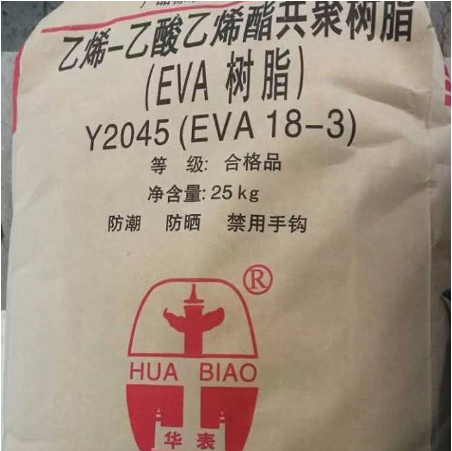 乙烯-乙酸乙烯酯共聚树脂
(EVA 树脂)
Y2045 (EVA 18-3)
等 级: 合格品
净含量: 25 kg
防潮 防晒 禁用手钩
®
HUA BIAO
华表